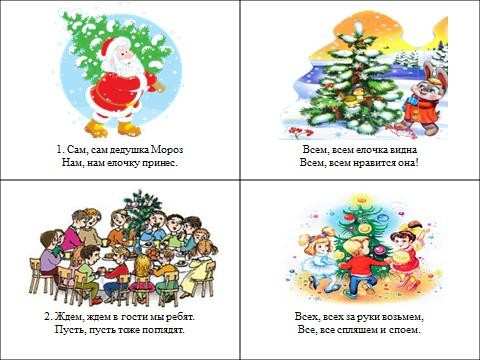 1. Сам, сам дедушка Мороз
Нам, нам елочку принес.
Всем, всем елочка видна
Всем, всем нравится она!
2. Ждем, ждем в гости мы ребят.
Пусть, пусть тоже поглядят.
Всех, всех за руки возьмем,
Все, все спляшем и споем.